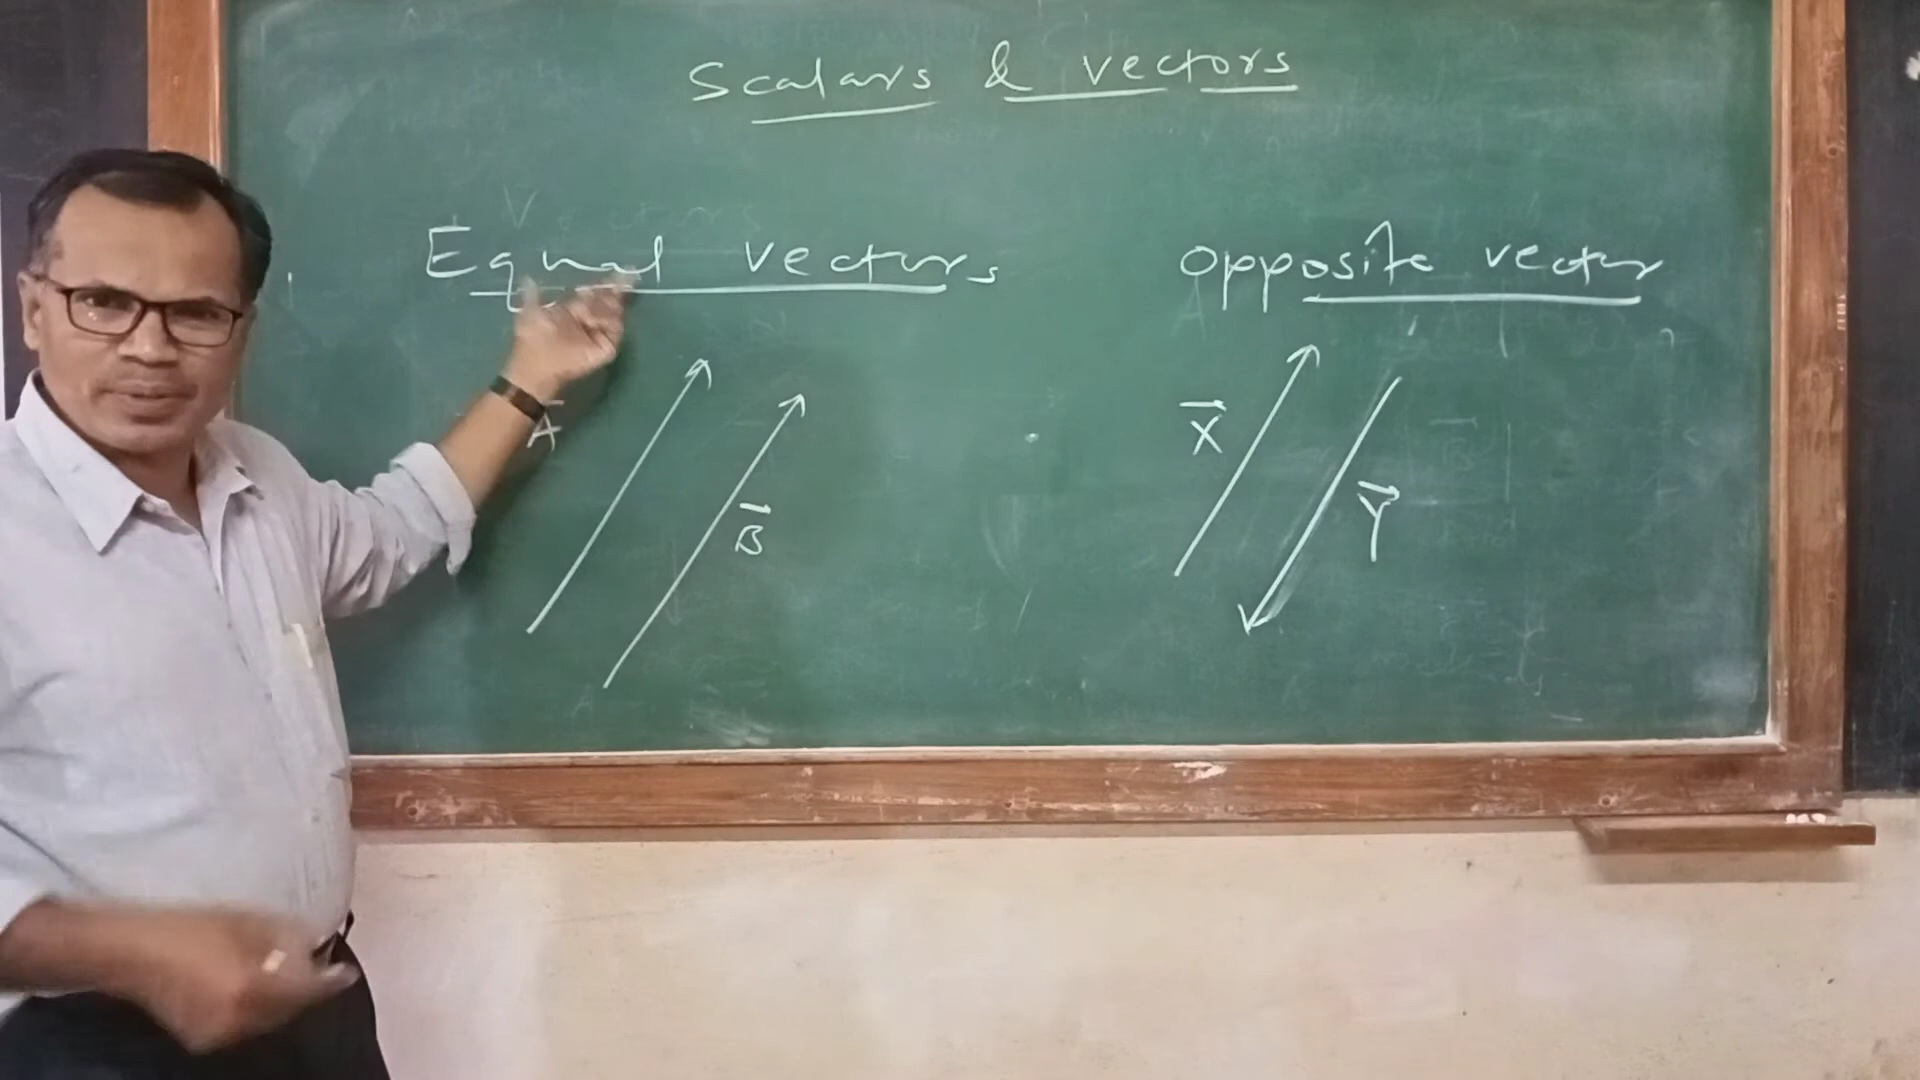 Scalars & vectors
Equal vectors
opposite vector
A
B
X
Y